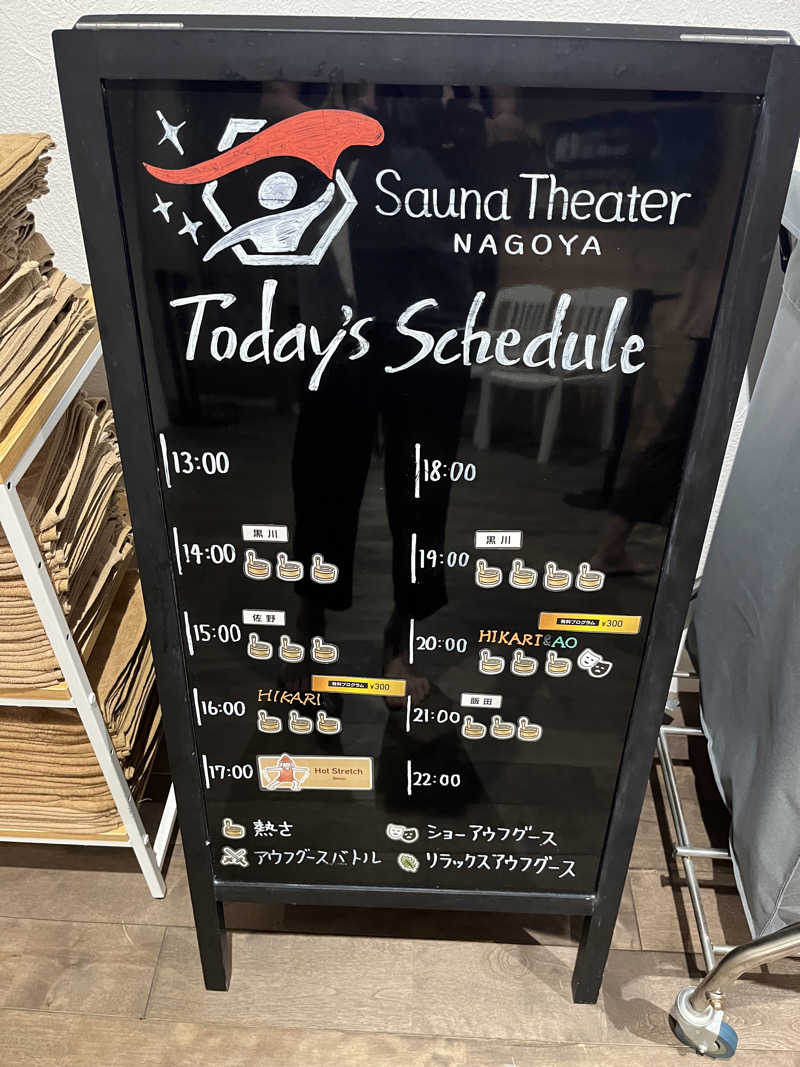 Sauna Theater
NAGOYA
Today's Schedule
13:00
14:00 黒川
15:00 佐野
16:00 HIKARI 有料プログラム ¥300
17:00 Hot Stretch
18:00
19:00 黒川
20:00 HIKARI&AO 有料プログラム ¥300
21:00 飯田
22:00
熱さ
アウフグースバトル
ショーアウフグース
リラックスアウフグース